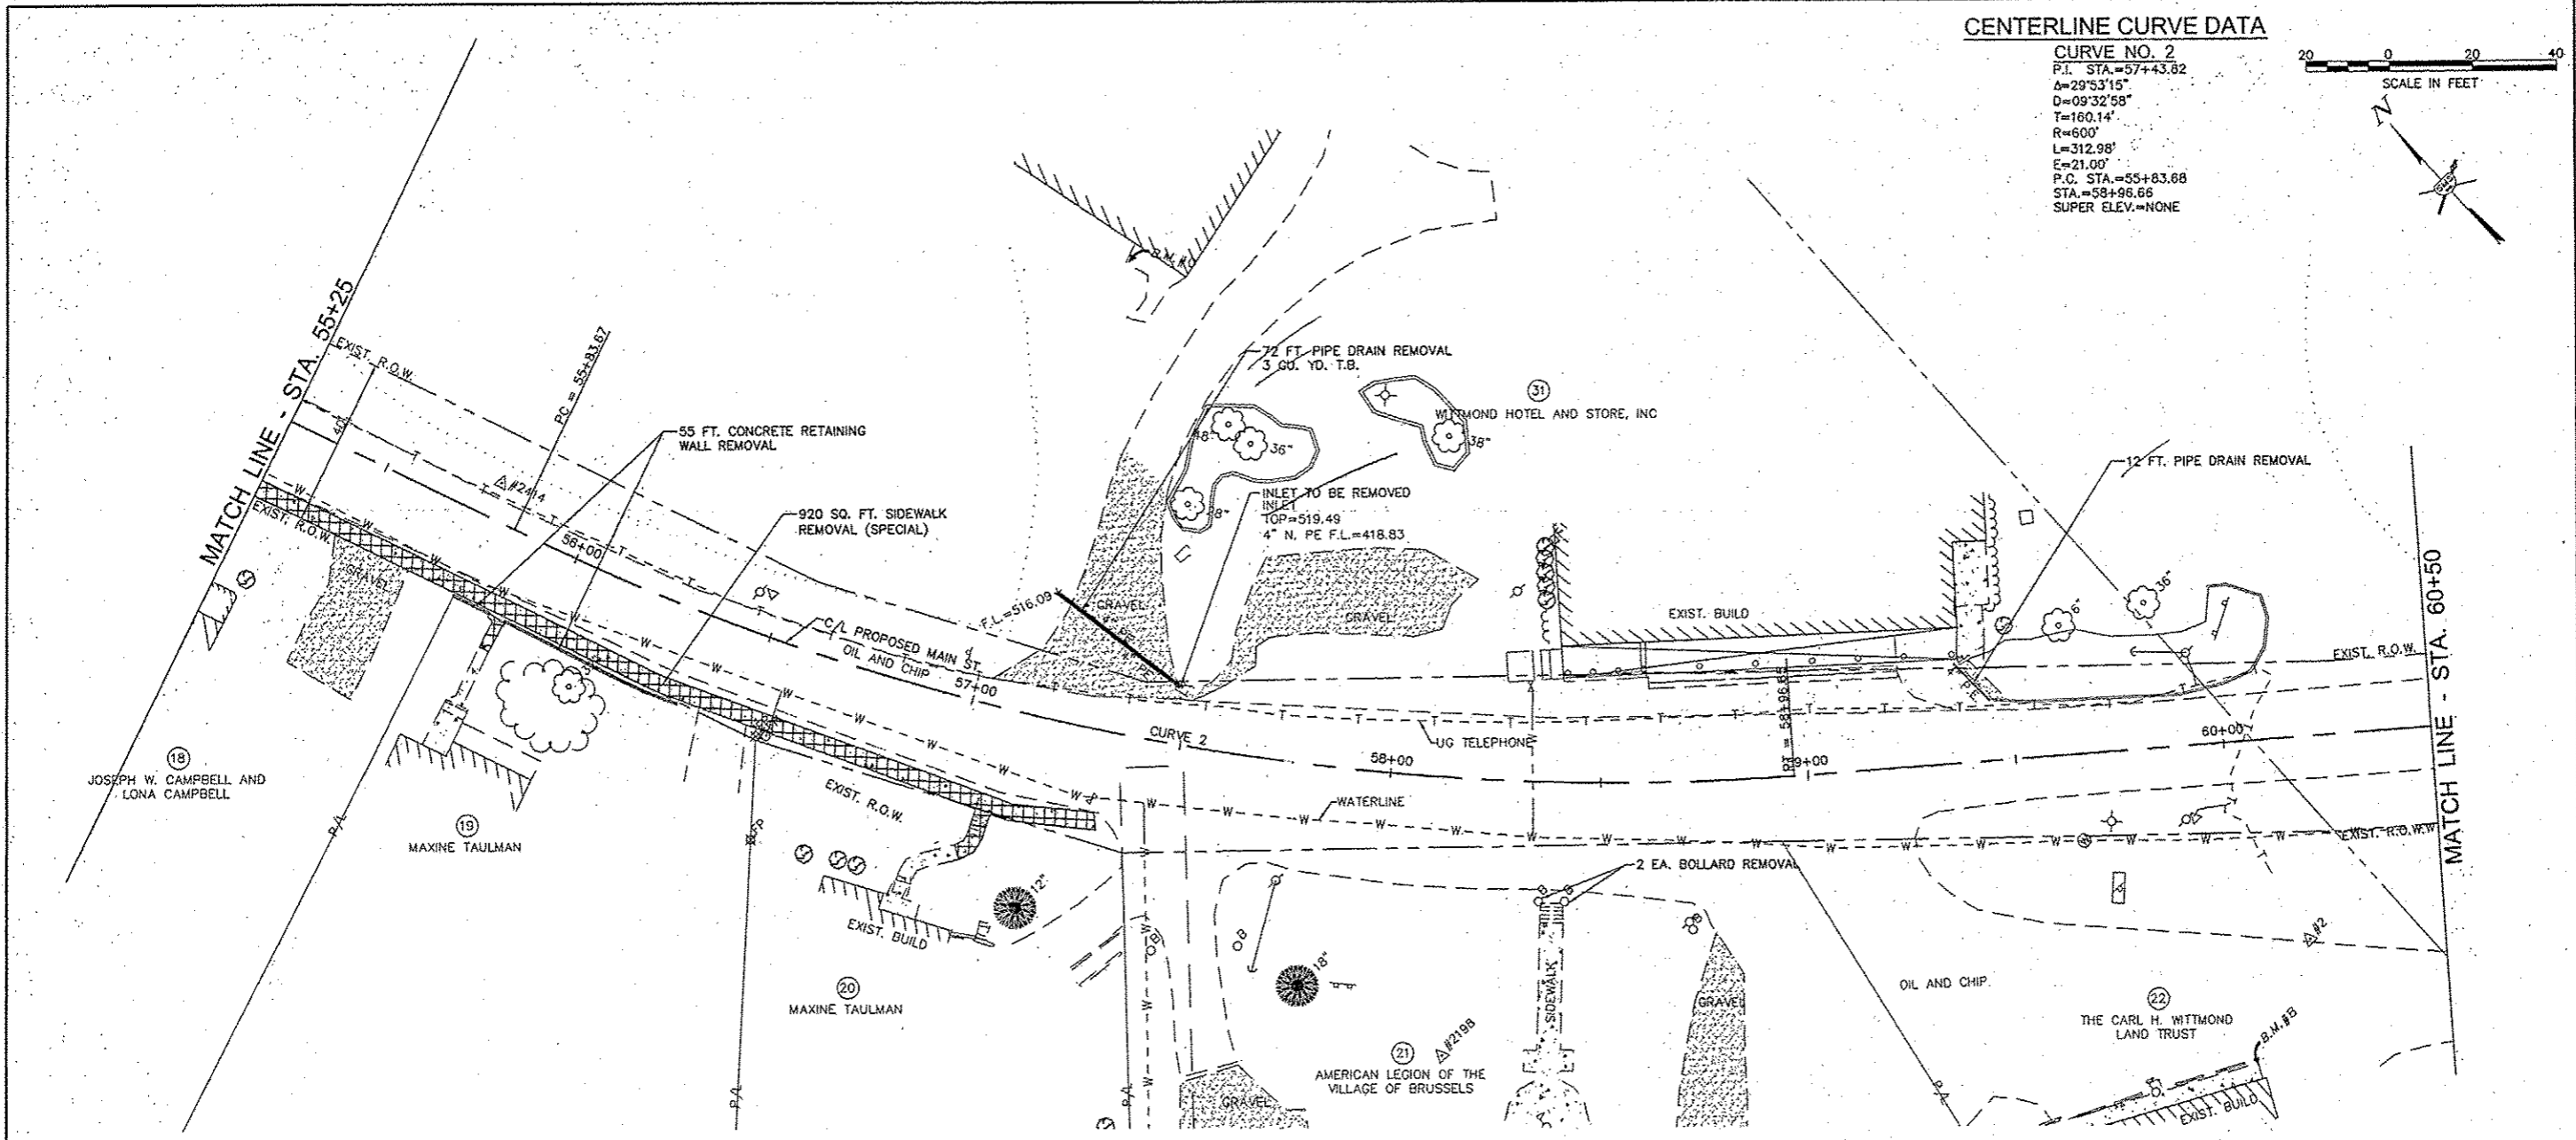 CENTERLINE CURVE DATA
CURVE NO. 2
P.I. STA.=57+43.82
Δ=29°53'15"
D=09°32'58"
T=160.14'
R=600'
L=312.98'
E=21.00'
P.C. STA.=55+83.68
STA.=58+96.66
SUPER ELEV.=NONE
20 0 20 40
SCALE IN FEET
N
MATCH LINE - STA. 55+25
EXIST. R.O.W.
40'
PC = 55+83.67
55 FT. CONCRETE RETAINING
WALL REMOVAL
#2414
920 SQ. FT. SIDEWALK
REMOVAL (SPECIAL)
56+00
EXIST. R.O.W.
GRAVEL
72 FT. PIPE DRAIN REMOVAL
3 CU. YD. T.B.
48"
36"
38"
31
WITTMOND HOTEL AND STORE, INC
INLET TO BE REMOVED
INLET
TOP=519.49
4" N. PE F.L.=418.83
F.L.=516.09
GRAVEL
GRAVEL
C/L PROPOSED MAIN ST.
OIL AND CHIP
57+00
CURVE 2
58+00
UG TELEPHONE
WATERLINE
EXIST. BUILD
12 FT. PIPE DRAIN REMOVAL
6"
36"
EXIST. R.O.W.
60+00
MATCH LINE - STA. 60+50
EXIST. R.O.W.
2 EA. BOLLARD REMOVAL
18
JOSEPH W. CAMPBELL AND
LONA CAMPBELL
P/L
19
MAXINE TAULMAN
EXIST. R.O.W.
EXIST. BUILD
12"
20
MAXINE TAULMAN
P/L
P/L
18"
GRAVEL
21
#2198
AMERICAN LEGION OF THE
VILLAGE OF BRUSSELS
SIDEWALK
GRAVEL
OIL AND CHIP
#2
22
THE CARL H. WITTMOND
LAND TRUST
B.M. #B
EXIST. BUILD
P/L